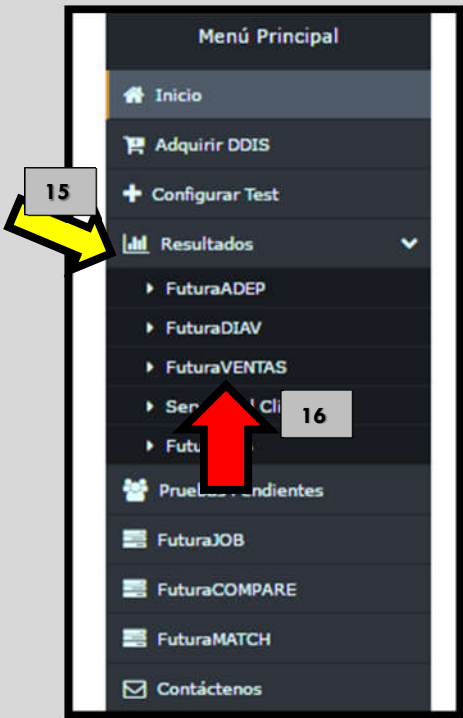 Menú Principal
Inicio
Adquirir DDIS
15
Configurar Test
Resultados
FuturaADEP
FuturaDIAV
FuturaVENTAS
16
FuturaJOB
FuturaCOMPARE
FuturaMATCH
Contáctenos